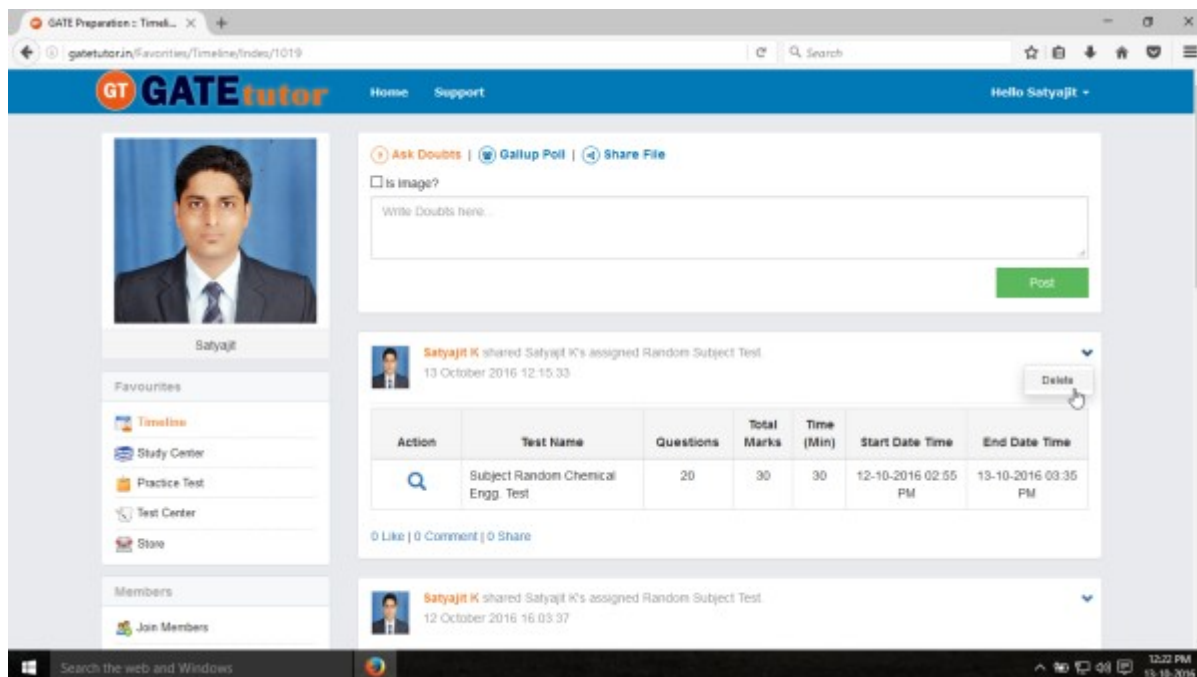 GATE Preparation :: Timeli...
gatetutor.in/Favorities/Timeline/Index/1019
Search
GT GATEtutor
Home Support
Hello Satyajit
Satyajit
Favourites
Timeline
Study Center
Practice Test
Test Center
Store
Members
Join Members
Ask Doubts | Gallup Poll | Share File
Is Image?
Write Doubts here...
Post
Satyajit K shared Satyajit K's assigned Random Subject Test.
13 October 2016 12:15:33
Delete
Action Test Name Questions Total Marks Time (Min) Start Date Time End Date Time
Subject Random Chemical Engg. Test 20 30 30 12-10-2016 02:55 PM 13-10-2016 03:35 PM
0 Like | 0 Comment | 0 Share
Satyajit K shared Satyajit K's assigned Random Subject Test.
12 October 2016 16:03:37
Search the web and Windows
12:22 PM
13-10-2016